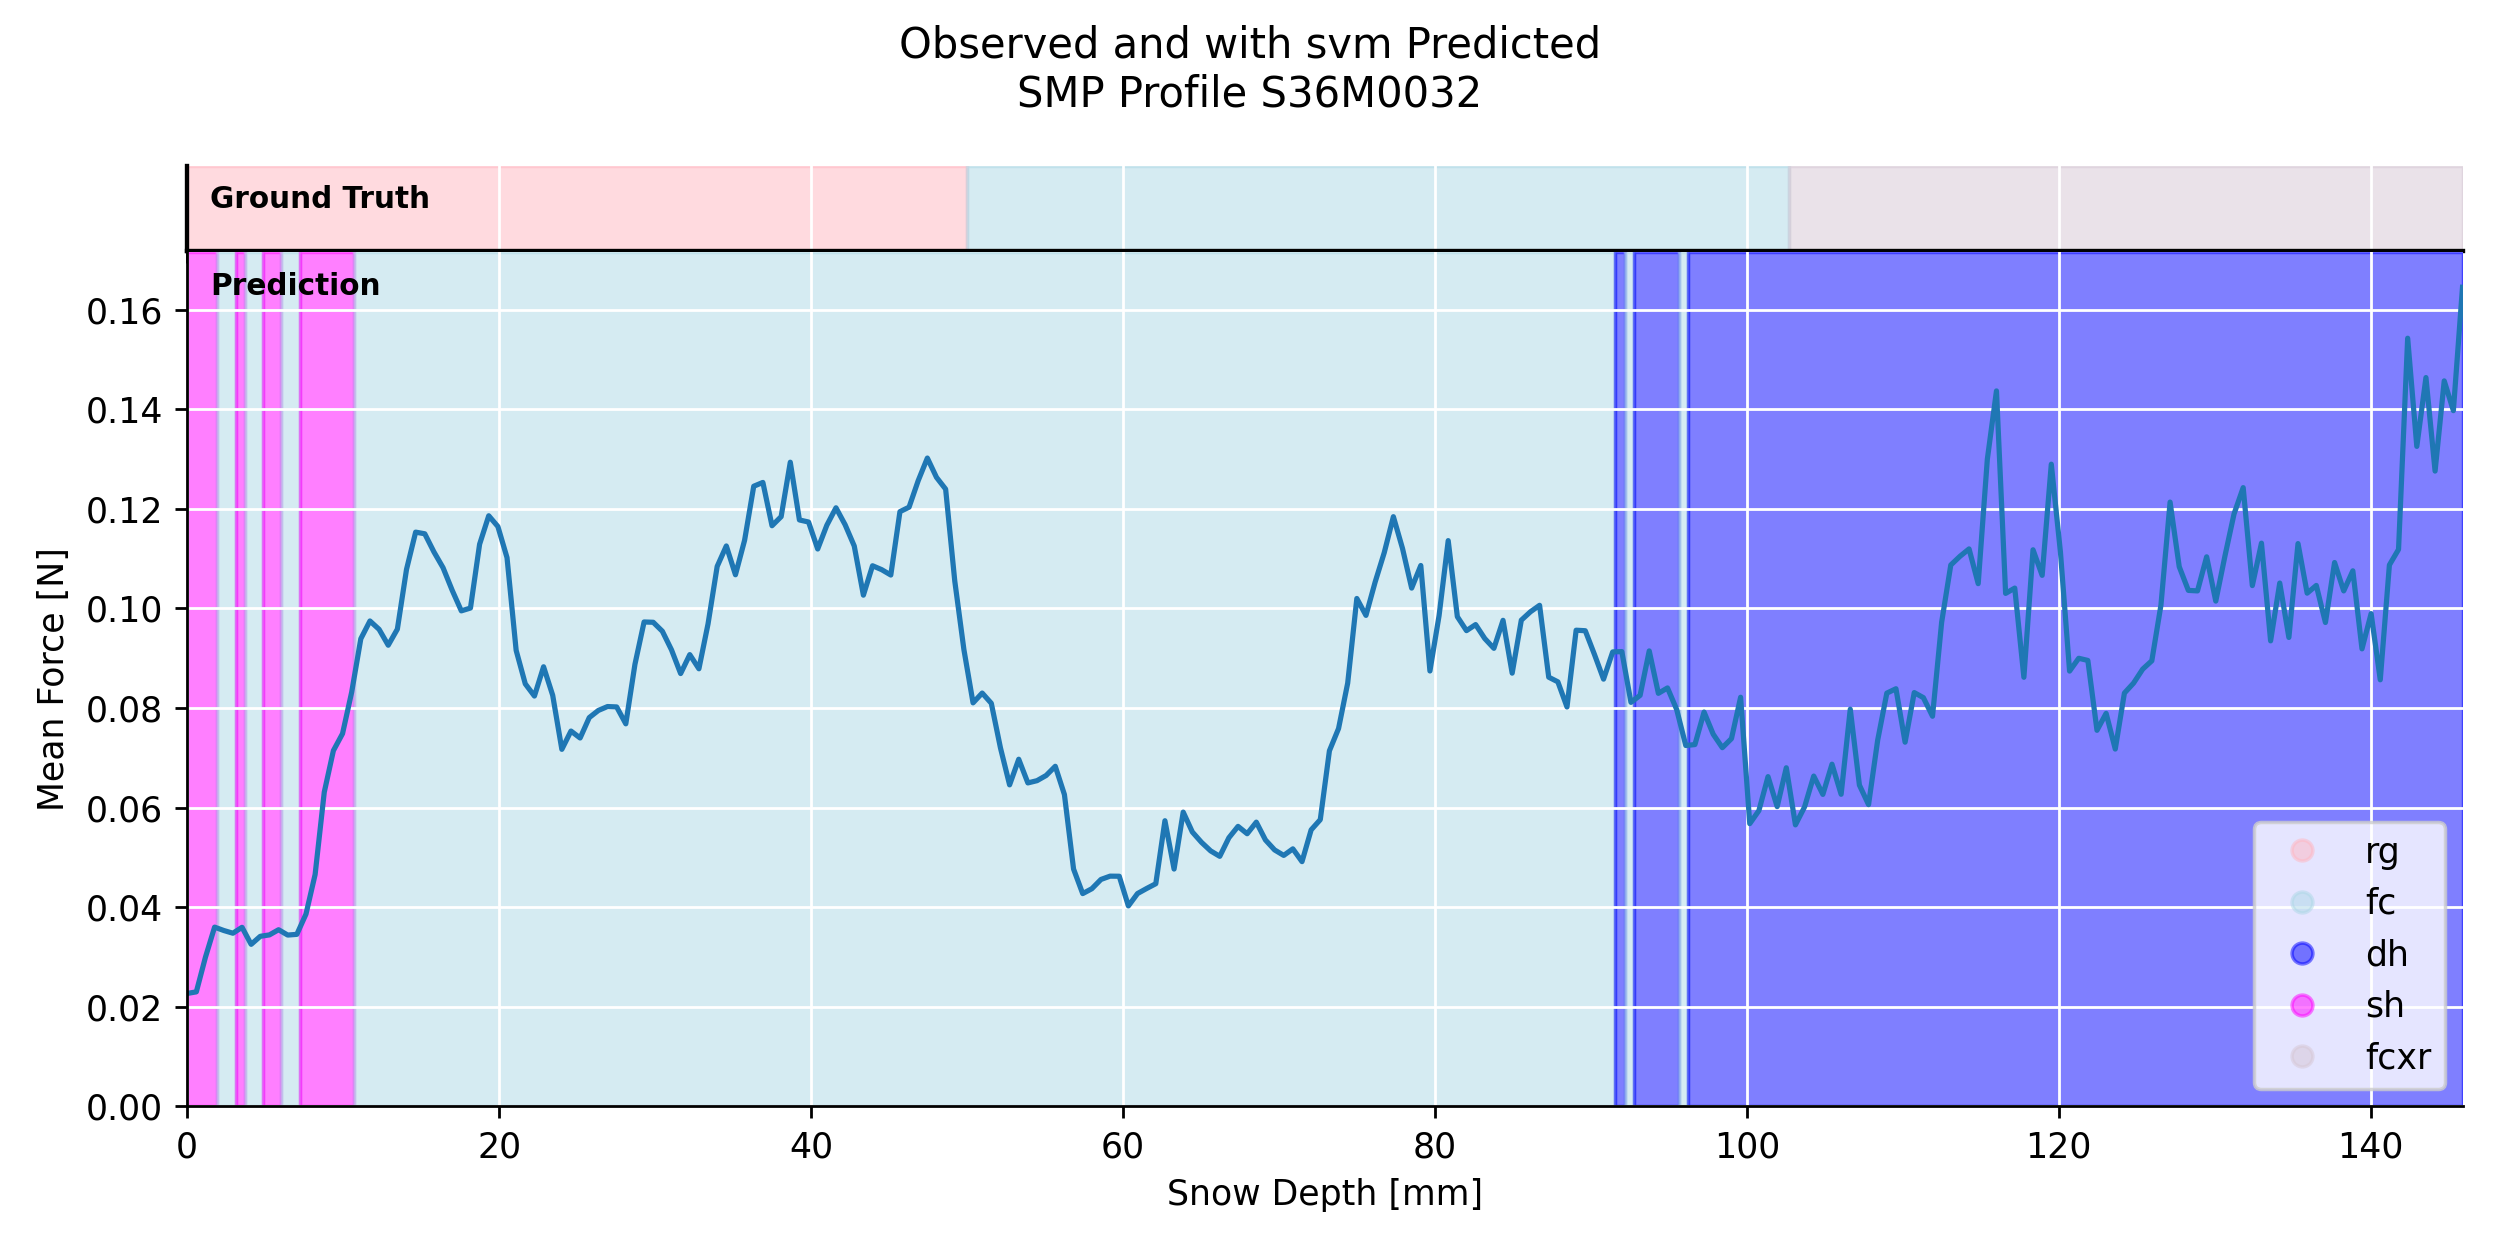 Observed and with svm Predicted
SMP Profile S36M0032
Ground Truth
Prediction
0.16
0.14
0.12
0.10
0.08
0.06
0.04
0.02
0.00
Mean Force [N]
rg
fc
dh
sh
fcxr
0 20 40 60 80 100 120 140
Snow Depth [mm]